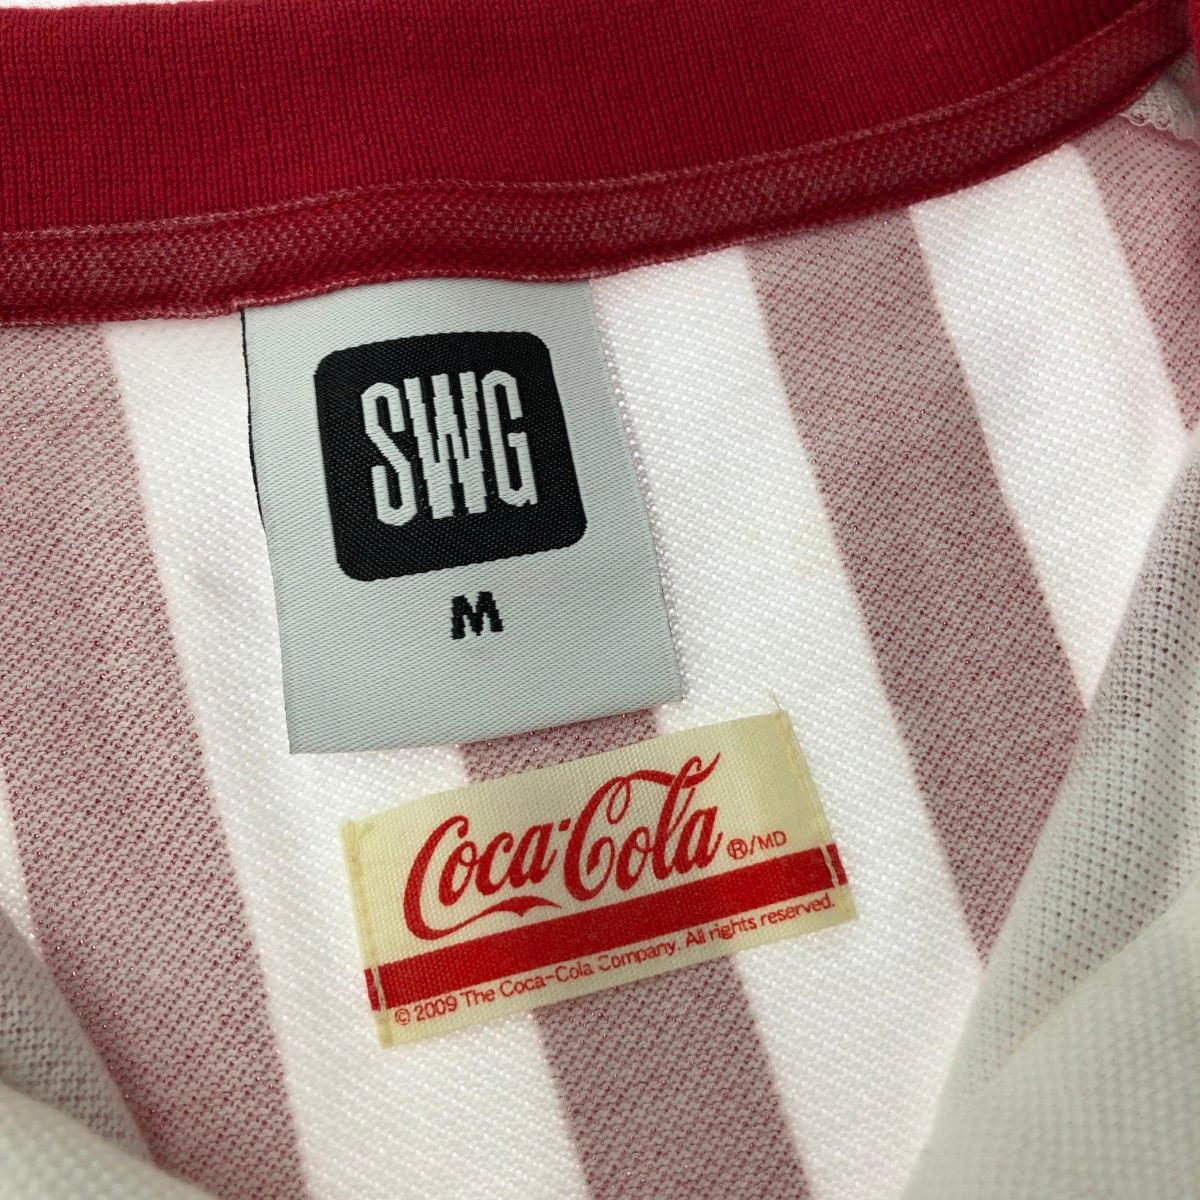 SWG
M
Coca-Cola ®/MD
© 2009 The Coca-Cola Company. All rights reserved.